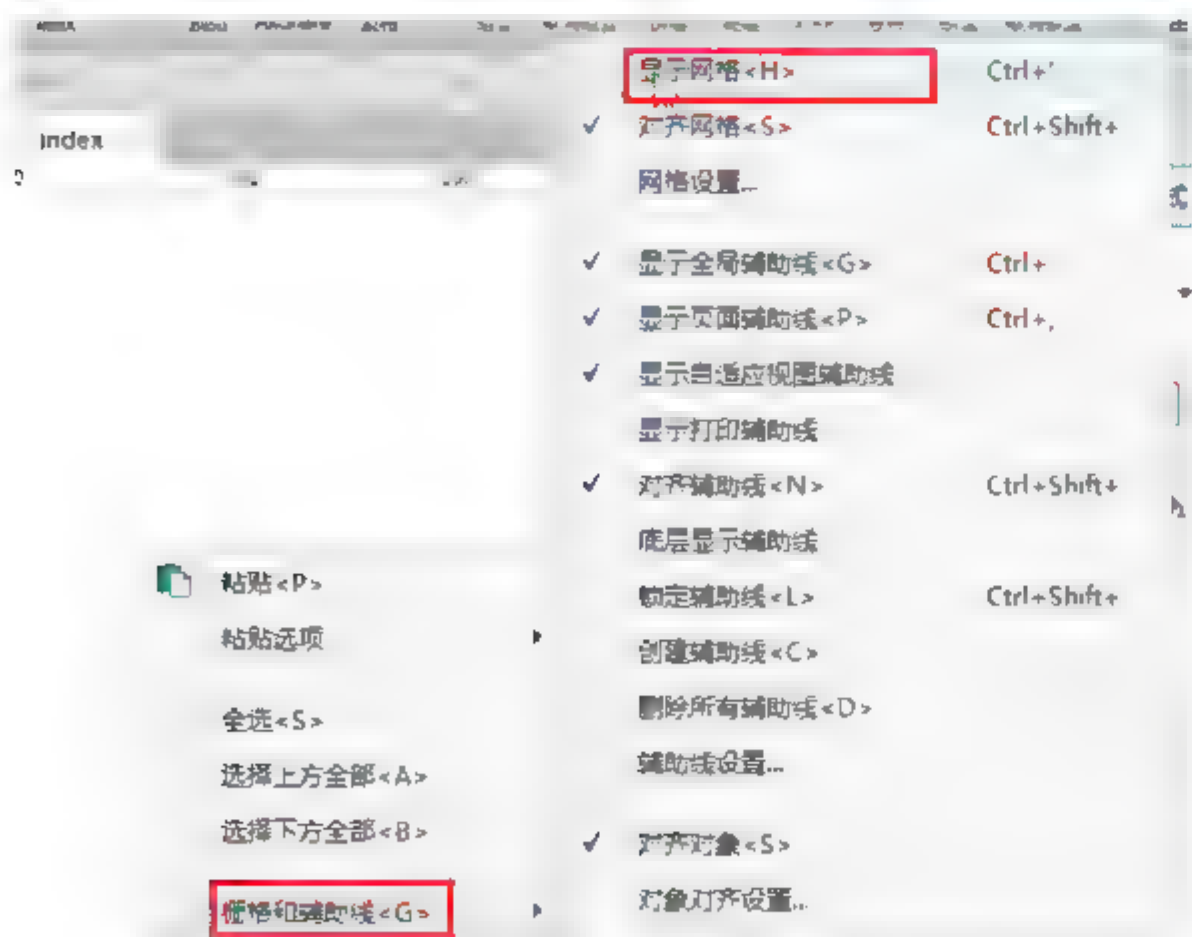 index
显示网格<H> Ctrl+'
对齐网格<S> Ctrl+Shift+
网格设置...
显示全局辅助线<G> Ctrl+
显示页面辅助线<P> Ctrl+,
显示自适应视图辅助线
显示打印辅助线
对齐辅助线<N> Ctrl+Shift+
底层显示辅助线
锁定辅助线<L> Ctrl+Shift+
创建辅助线<C>
删除所有辅助线<D>
辅助线设置...
对齐对象<S>
对象对齐设置...
粘贴<P>
粘贴选项
全选<S>
选择上方全部<A>
选择下方全部<B>
栅格和辅助线<G>